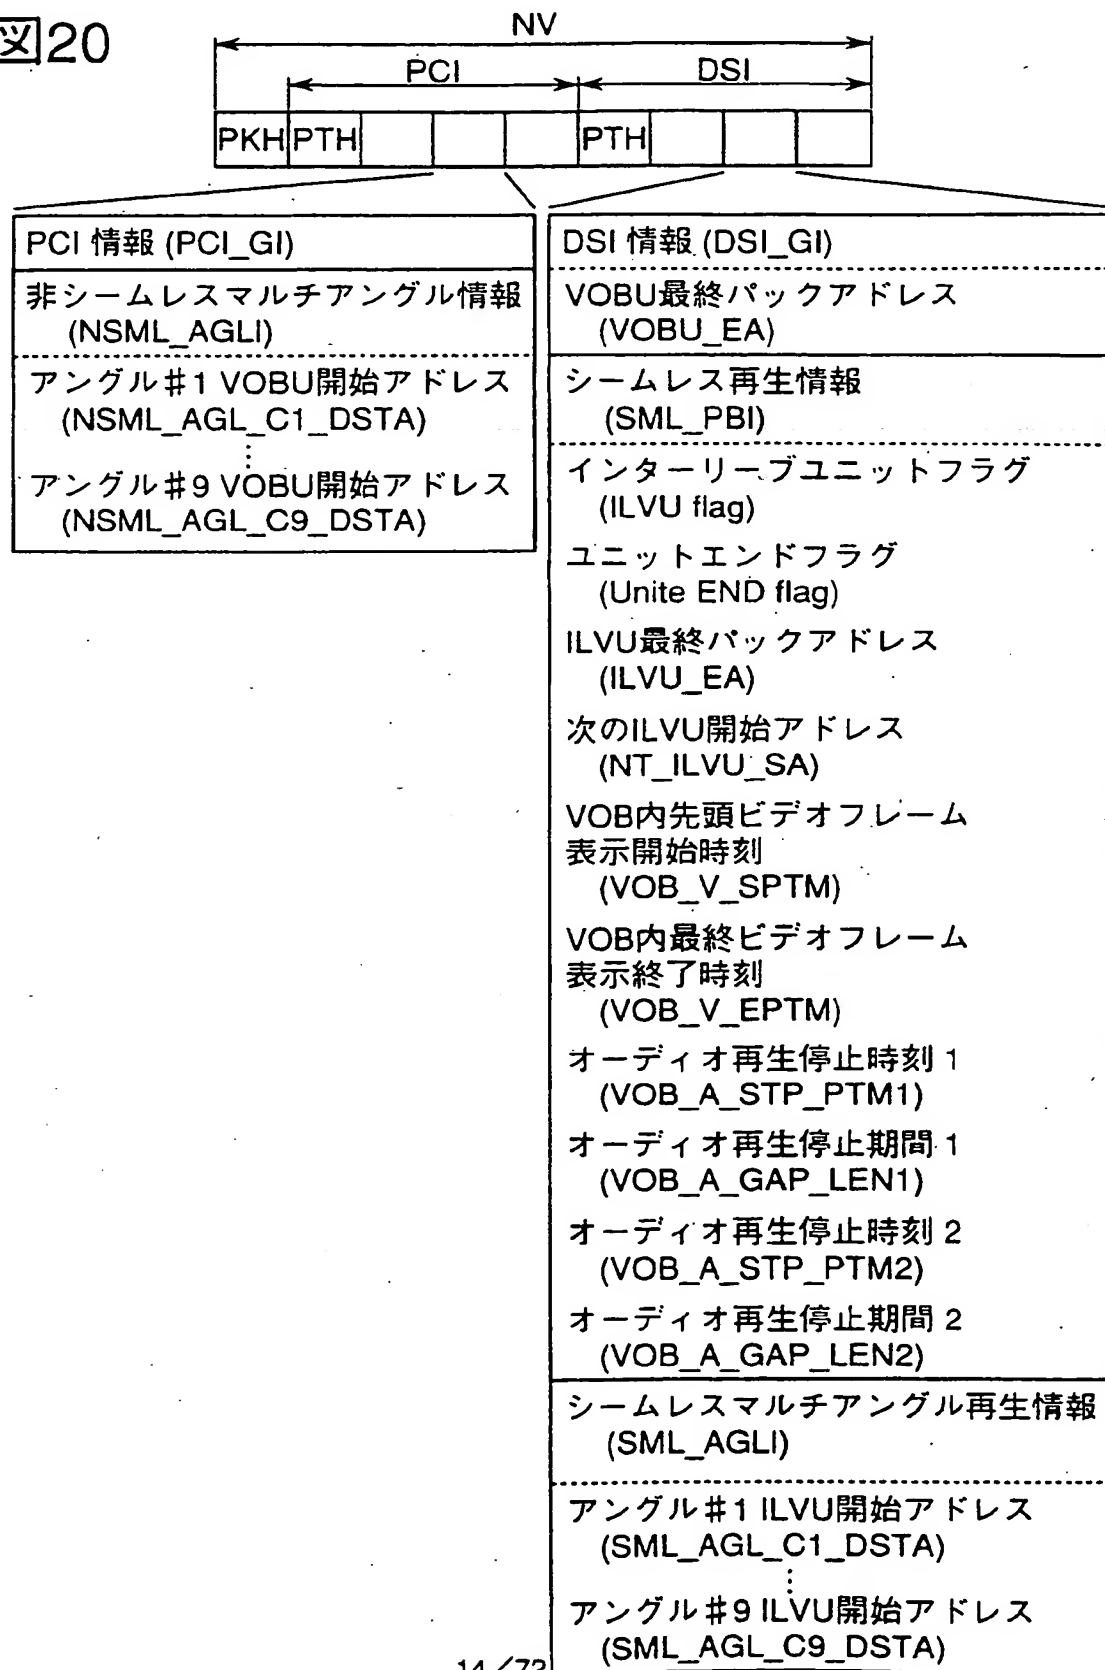 図20
NV
PCI
DSI
PKH
PTH
PTH
PCI 情報 (PCI_GI)
非シームレスマルチアングル情報
(NSML_AGLI)
アングル#1 VOBU開始アドレス
(NSML_AGL_C1_DSTA)
⋮
アングル#9 VOBU開始アドレス
(NSML_AGL_C9_DSTA)
DSI 情報 (DSI_GI)
VOBU最終パックアドレス
(VOBU_EA)
シームレス再生情報
(SML_PBI)
インターリーブユニットフラグ
(ILVU flag)
ユニットエンドフラグ
(Unite END flag)
ILVU最終パックアドレス
(ILVU_EA)
次のILVU開始アドレス
(NT_ILVU_SA)
VOB内先頭ビデオフレーム
表示開始時刻
(VOB_V_SPTM)
VOB内最終ビデオフレーム
表示終了時刻
(VOB_V_EPTM)
オーディオ再生停止時刻 1
(VOB_A_STP_PTM1)
オーディオ再生停止期間 1
(VOB_A_GAP_LEN1)
オーディオ再生停止時刻 2
(VOB_A_STP_PTM2)
オーディオ再生停止期間 2
(VOB_A_GAP_LEN2)
シームレスマルチアングル再生情報
(SML_AGLI)
アングル#1 ILVU開始アドレス
(SML_AGL_C1_DSTA)
⋮
アングル#9 ILVU開始アドレス
(SML_AGL_C9_DSTA)
14/72